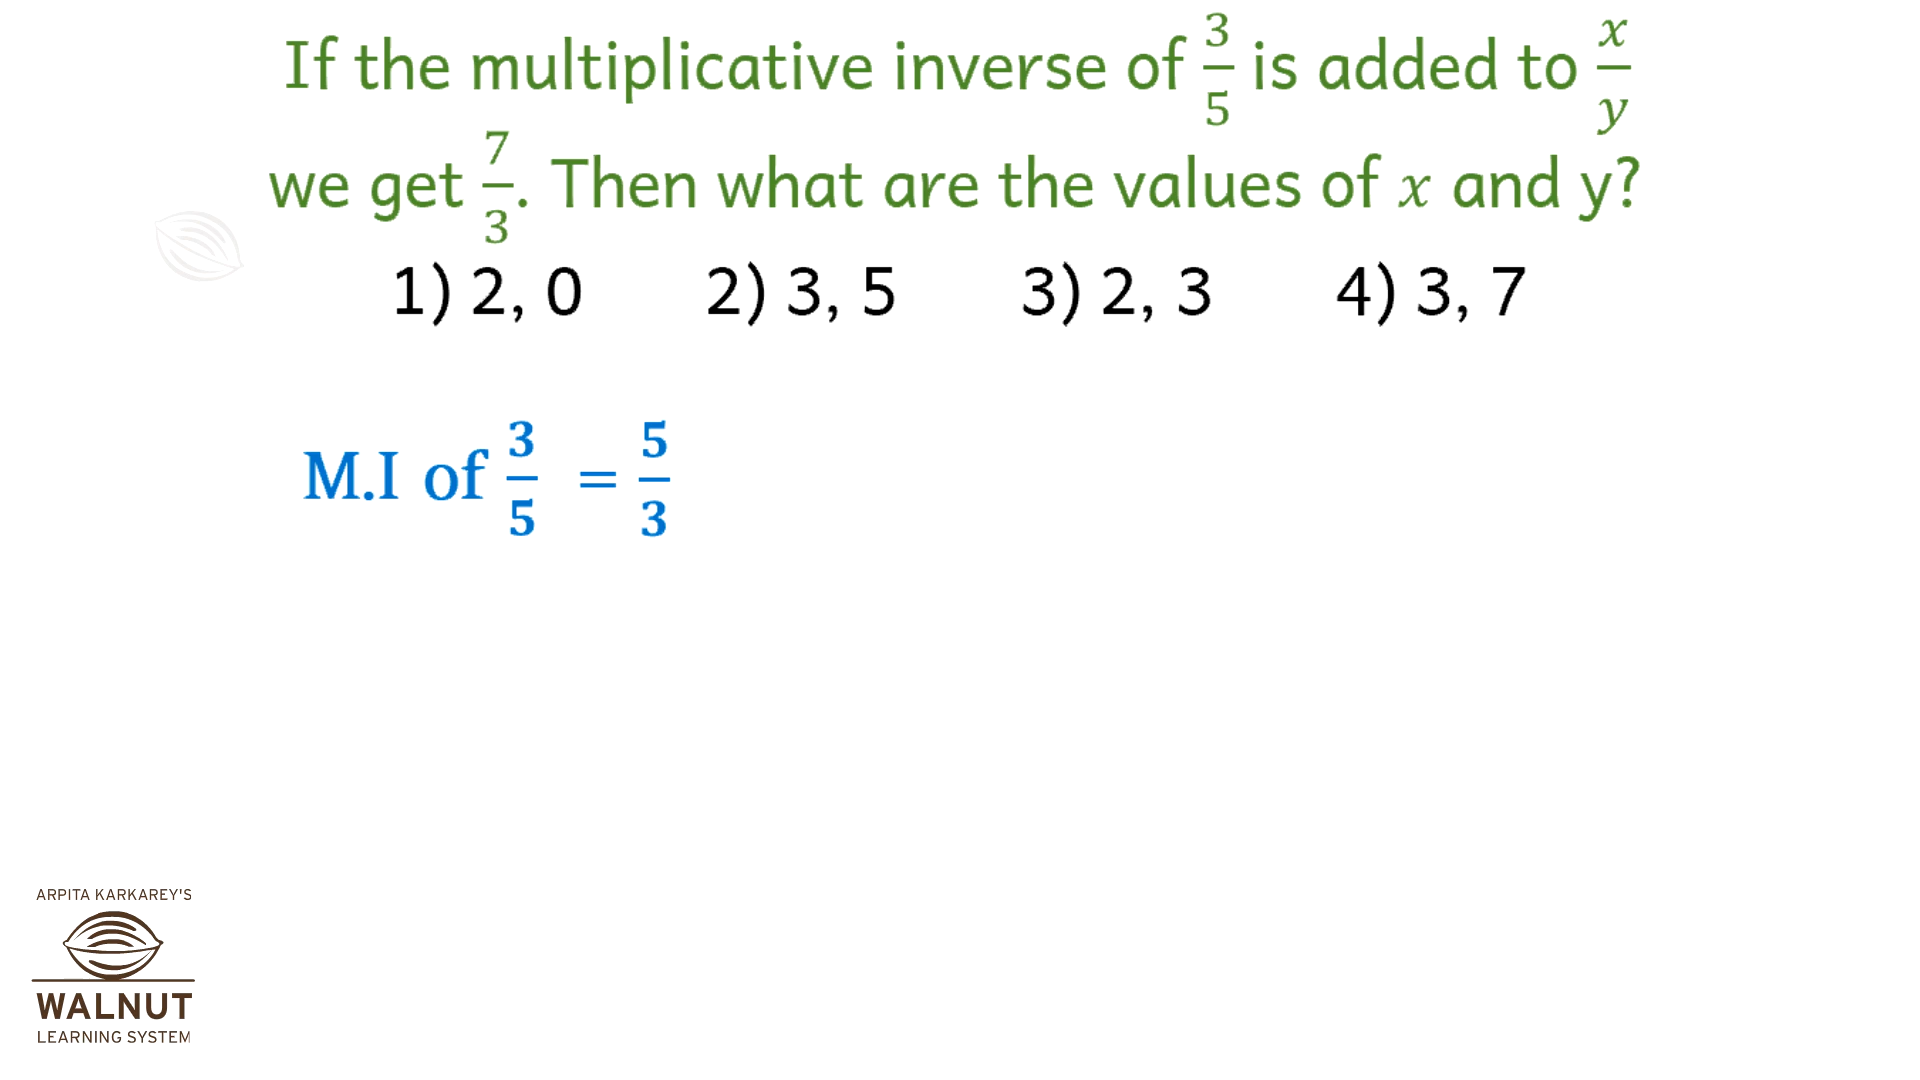 If the multiplicative inverse of 3/5 is added to x/y
we get 7/3. Then what are the values of x and y?
1) 2, 0 2) 3, 5 3) 2, 3 4) 3, 7
M.I of 3/5 = 5/3
ARPITA KARKAREY'S
WALNUT
LEARNING SYSTEM